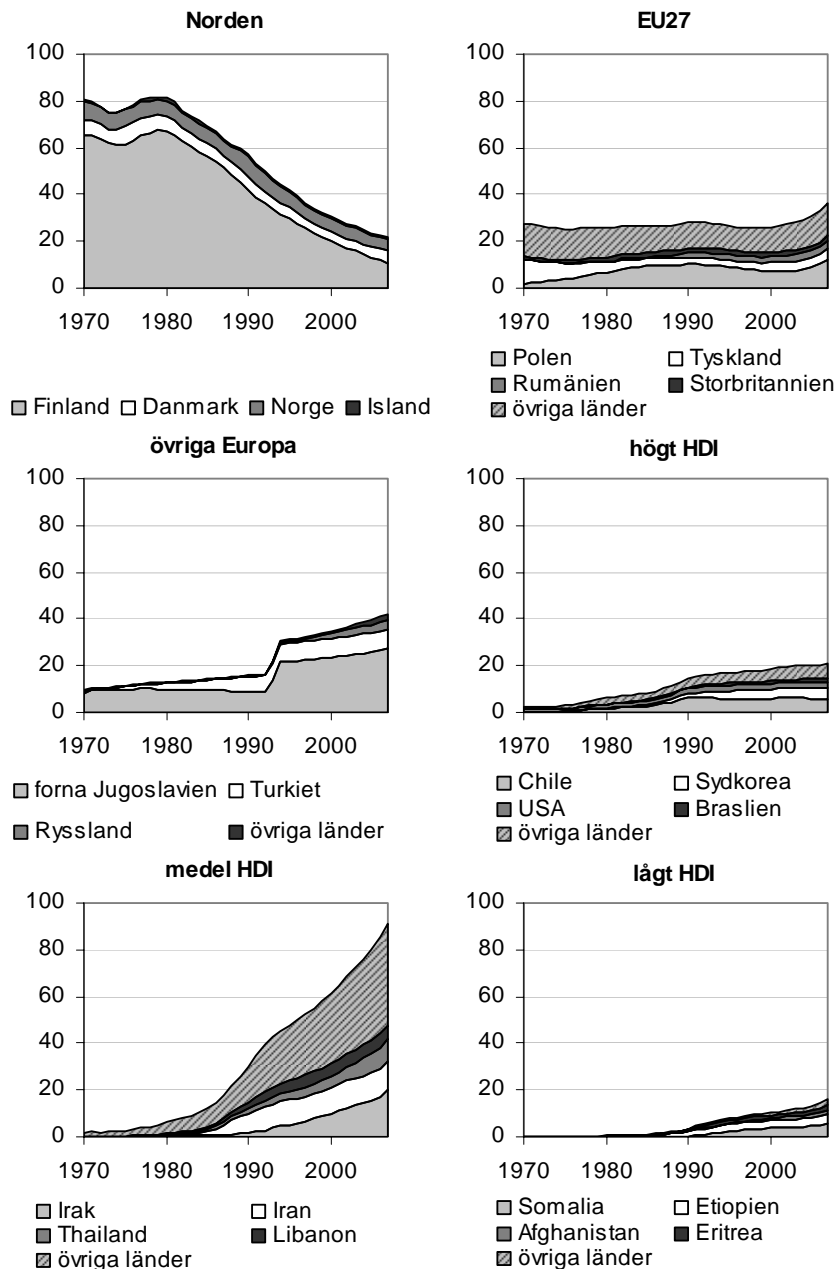 Norden
100
80
60
40
20
0
1970 1980 1990 2000
Finland Danmark Norge Island
EU27
100
80
60
40
20
0
1970 1980 1990 2000
Polen Tyskland
Rumänien Storbritannien
övriga länder
övriga Europa
100
80
60
40
20
0
1970 1980 1990 2000
forna Jugoslavien Turkiet
Ryssland övriga länder
högt HDI
100
80
60
40
20
0
1970 1980 1990 2000
Chile Sydkorea
USA Braslien
övriga länder
medel HDI
100
80
60
40
20
0
1970 1980 1990 2000
Irak Iran
Thailand Libanon
övriga länder
lågt HDI
100
80
60
40
20
0
1970 1980 1990 2000
Somalia Etiopien
Afghanistan Eritrea
övriga länder